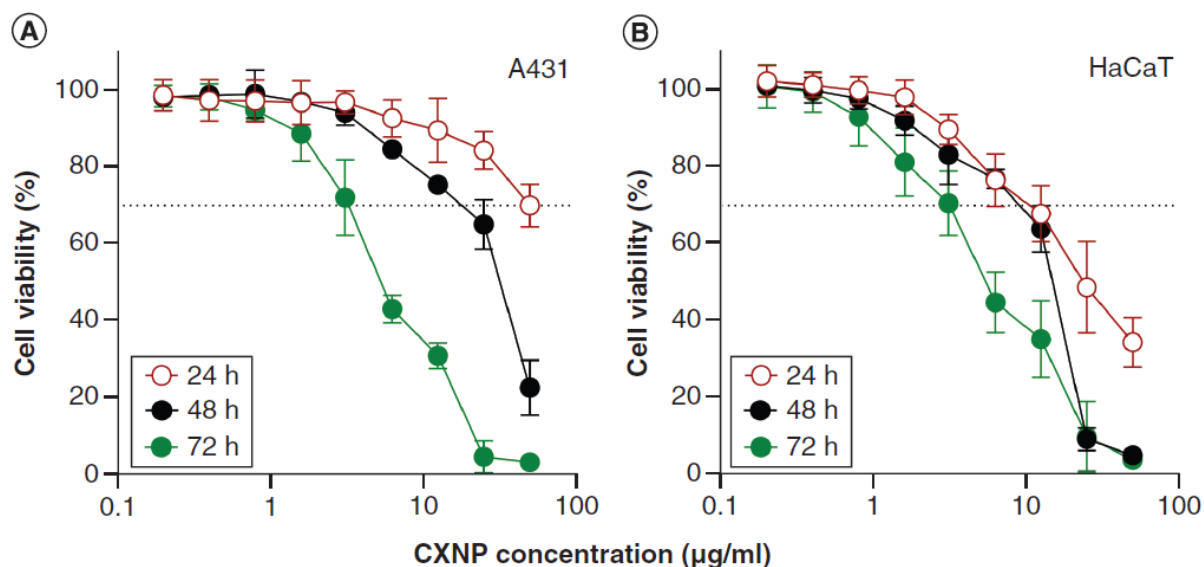 A
A431
Cell viability (%)
100
80
60
40
20
0
24 h
48 h
72 h
0.1
1
10
100
B
HaCaT
Cell viability (%)
100
80
60
40
20
0
24 h
48 h
72 h
0.1
1
10
100
CXNP concentration (µg/ml)